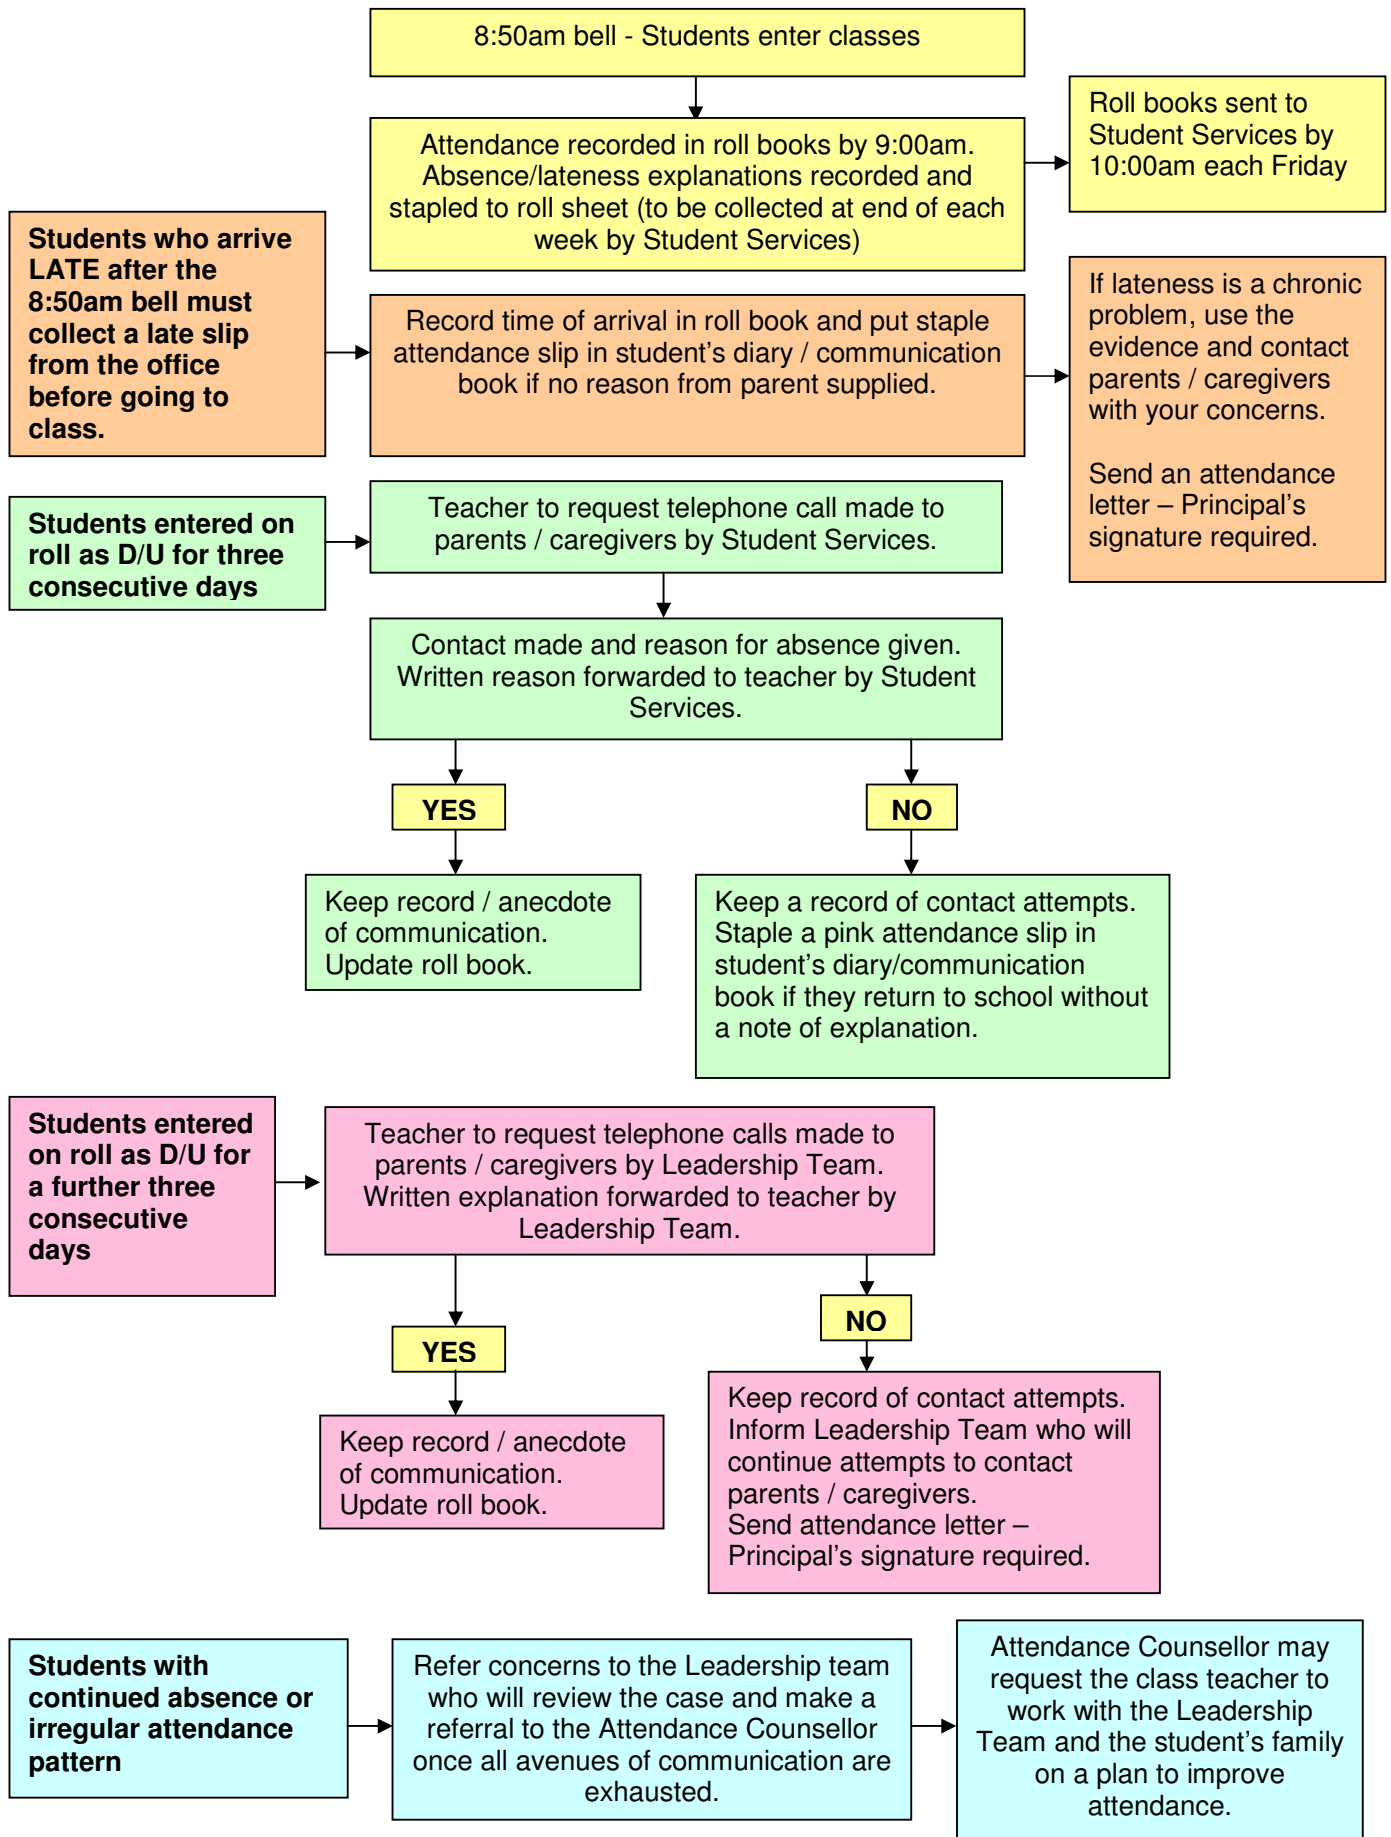 8:50am bell - Students enter classes
Attendance recorded in roll books by 9:00am.
Absence/lateness explanations recorded and
stapled to roll sheet (to be collected at end of each
week by Student Services)
Roll books sent to
Student Services by
10:00am each Friday
Students who arrive
LATE after the
8:50am bell must
collect a late slip
from the office
before going to
class.
Record time of arrival in roll book and put staple
attendance slip in student’s diary / communication
book if no reason from parent supplied.
If lateness is a chronic
problem, use the
evidence and contact
parents / caregivers
with your concerns.
Send an attendance
letter – Principal’s
signature required.
Students entered on
roll as D/U for three
consecutive days
Teacher to request telephone call made to
parents / caregivers by Student Services.
Contact made and reason for absence given.
Written reason forwarded to teacher by Student
Services.
YES
NO
Keep record / anecdote
of communication.
Update roll book.
Keep a record of contact attempts.
Staple a pink attendance slip in
student’s diary/communication
book if they return to school without
a note of explanation.
Students entered
on roll as D/U for
a further three
consecutive
days
Teacher to request telephone calls made to
parents / caregivers by Leadership Team.
Written explanation forwarded to teacher by
Leadership Team.
YES
NO
Keep record / anecdote
of communication.
Update roll book.
Keep record of contact attempts.
Inform Leadership Team who will
continue attempts to contact
parents / caregivers.
Send attendance letter –
Principal’s signature required.
Students with
continued absence or
irregular attendance
pattern
Refer concerns to the Leadership team
who will review the case and make a
referral to the Attendance Counsellor
once all avenues of communication are
exhausted.
Attendance Counsellor may
request the class teacher to
work with the Leadership
Team and the student’s family
on a plan to improve
attendance.